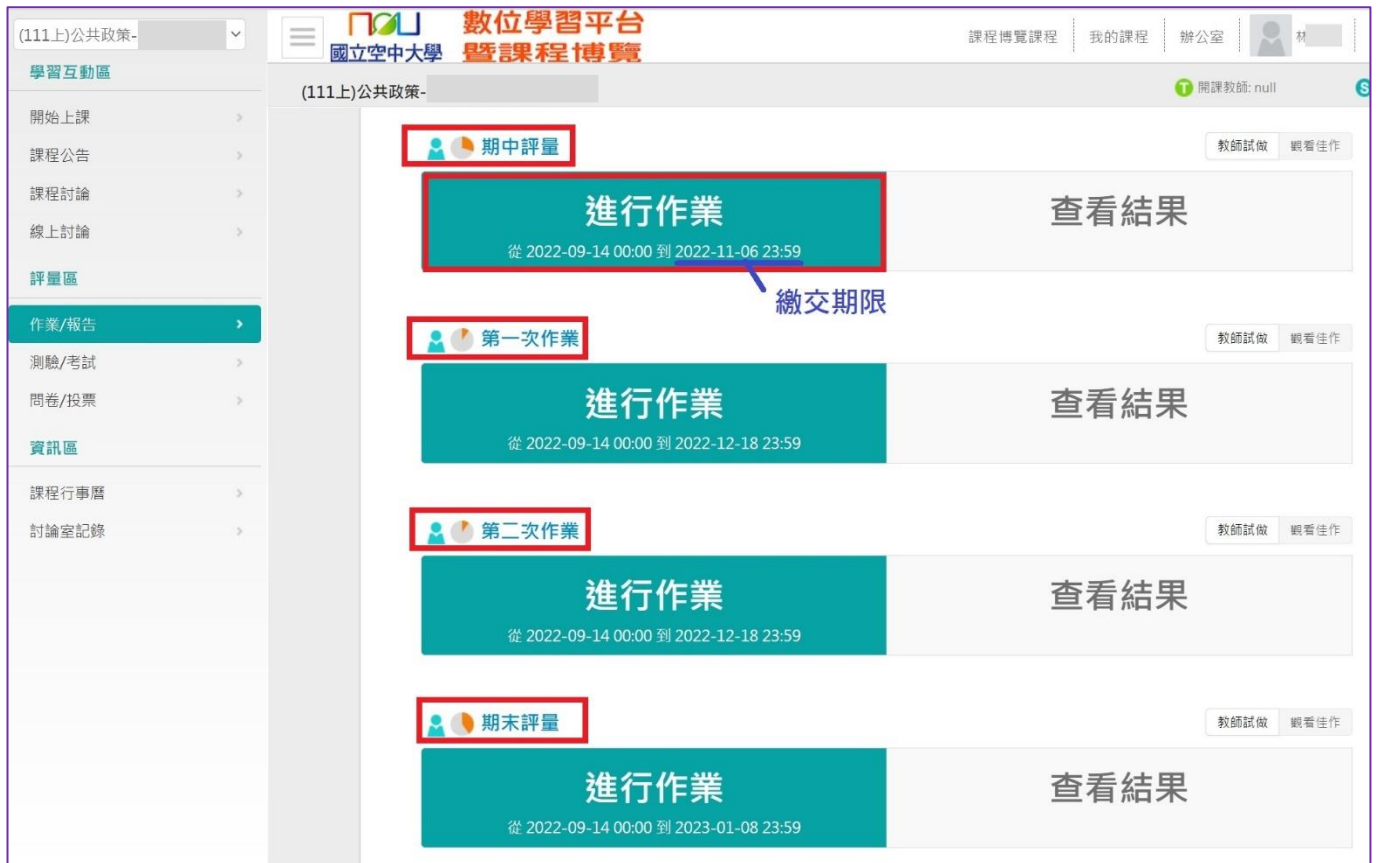 (111上)公共政策-
學習互動區
開始上課
課程公告
課程討論
線上討論
評量區
作業/報告
測驗/考試
問卷/投票
資訊區
課程行事曆
討論室記錄
nou
國立空中大學
數位學習平台
暨課程博覽
課程博覽課程
我的課程
辦公室
林
(111上)公共政策-
T 開課教師: null
S
期中評量
教師試做
觀看佳作
進行作業
從 2022-09-14 00:00 到 2022-11-06 23:59
查看結果
繳交期限
第一次作業
教師試做
觀看佳作
進行作業
從 2022-09-14 00:00 到 2022-12-18 23:59
查看結果
第二次作業
教師試做
觀看佳作
進行作業
從 2022-09-14 00:00 到 2022-12-18 23:59
查看結果
期末評量
教師試做
觀看佳作
進行作業
從 2022-09-14 00:00 到 2023-01-08 23:59
查看結果